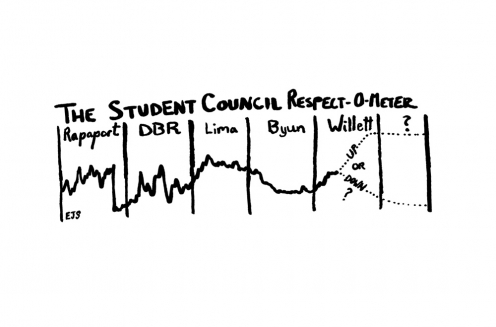 THE STUDENT COUNCIL RESPECT-O-METER
Rapaport DBR Lima Byun Willett ?
UP
OR
DOWN
?
EJS